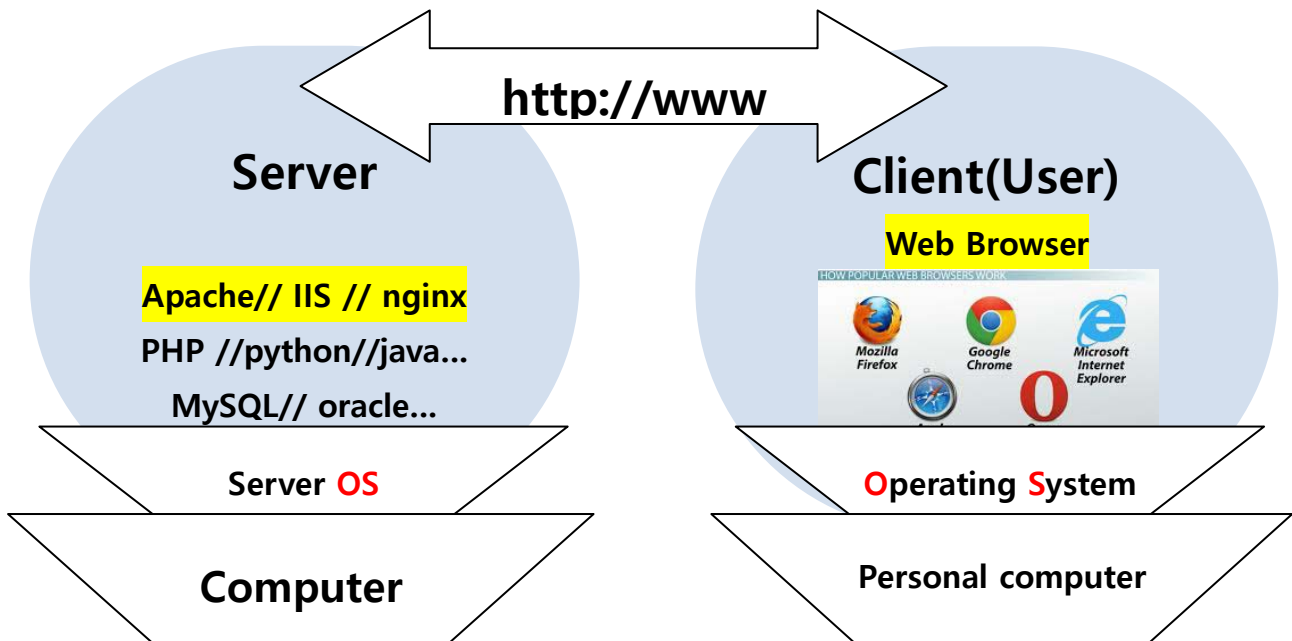 http://www
Server
Apache// IIS // nginx
PHP //python//java...
MySQL// oracle...
Server OS
Computer
Client(User)
Web Browser
HOW POPULAR WEB BROWSERS WORK
Mozilla
Firefox
Google
Chrome
Microsoft
Internet
Explorer
Operating System
Personal computer